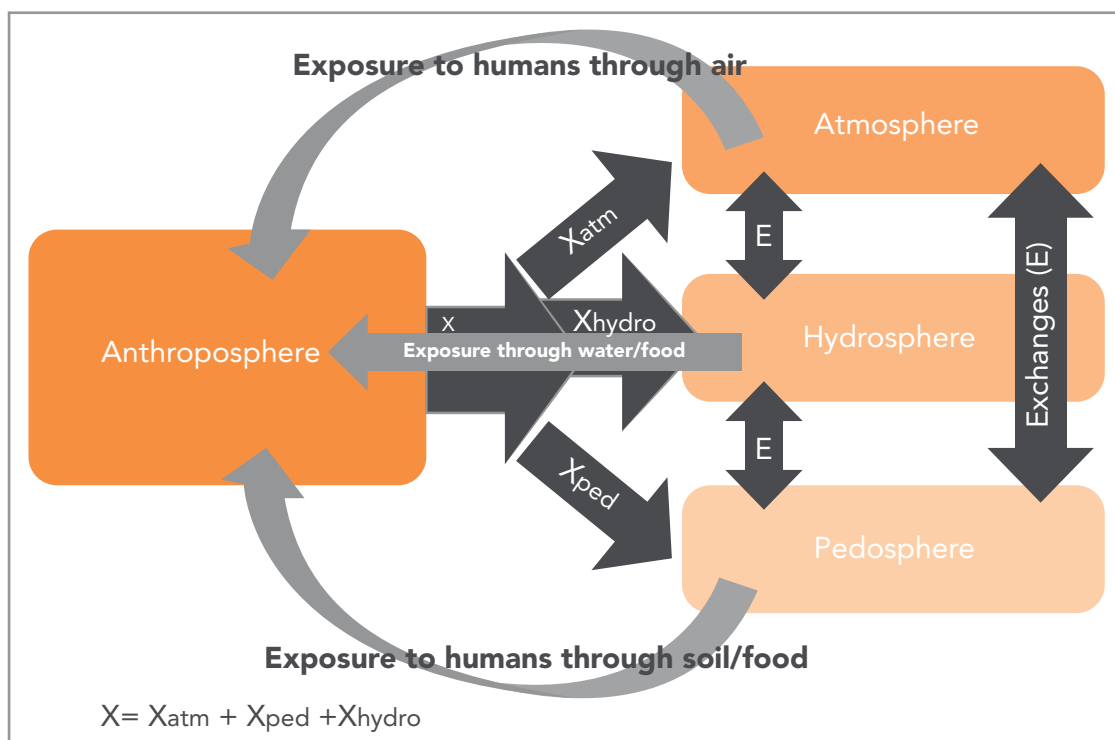 Exposure to humans through air
Atmosphere
Xatm
E
Exchanges (E)
Anthroposphere
X
Xhydro
Hydrosphere
Exposure through water/food
E
Xped
Pedosphere
Exposure to humans through soil/food
X= Xatm + Xped +Xhydro